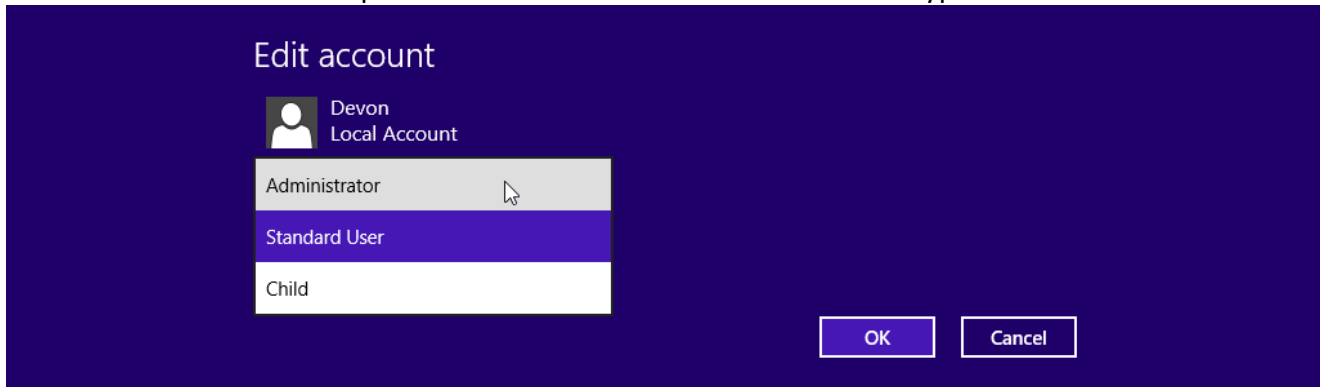 Edit account
Devon
Local Account
Administrator
Standard User
Child
OK
Cancel